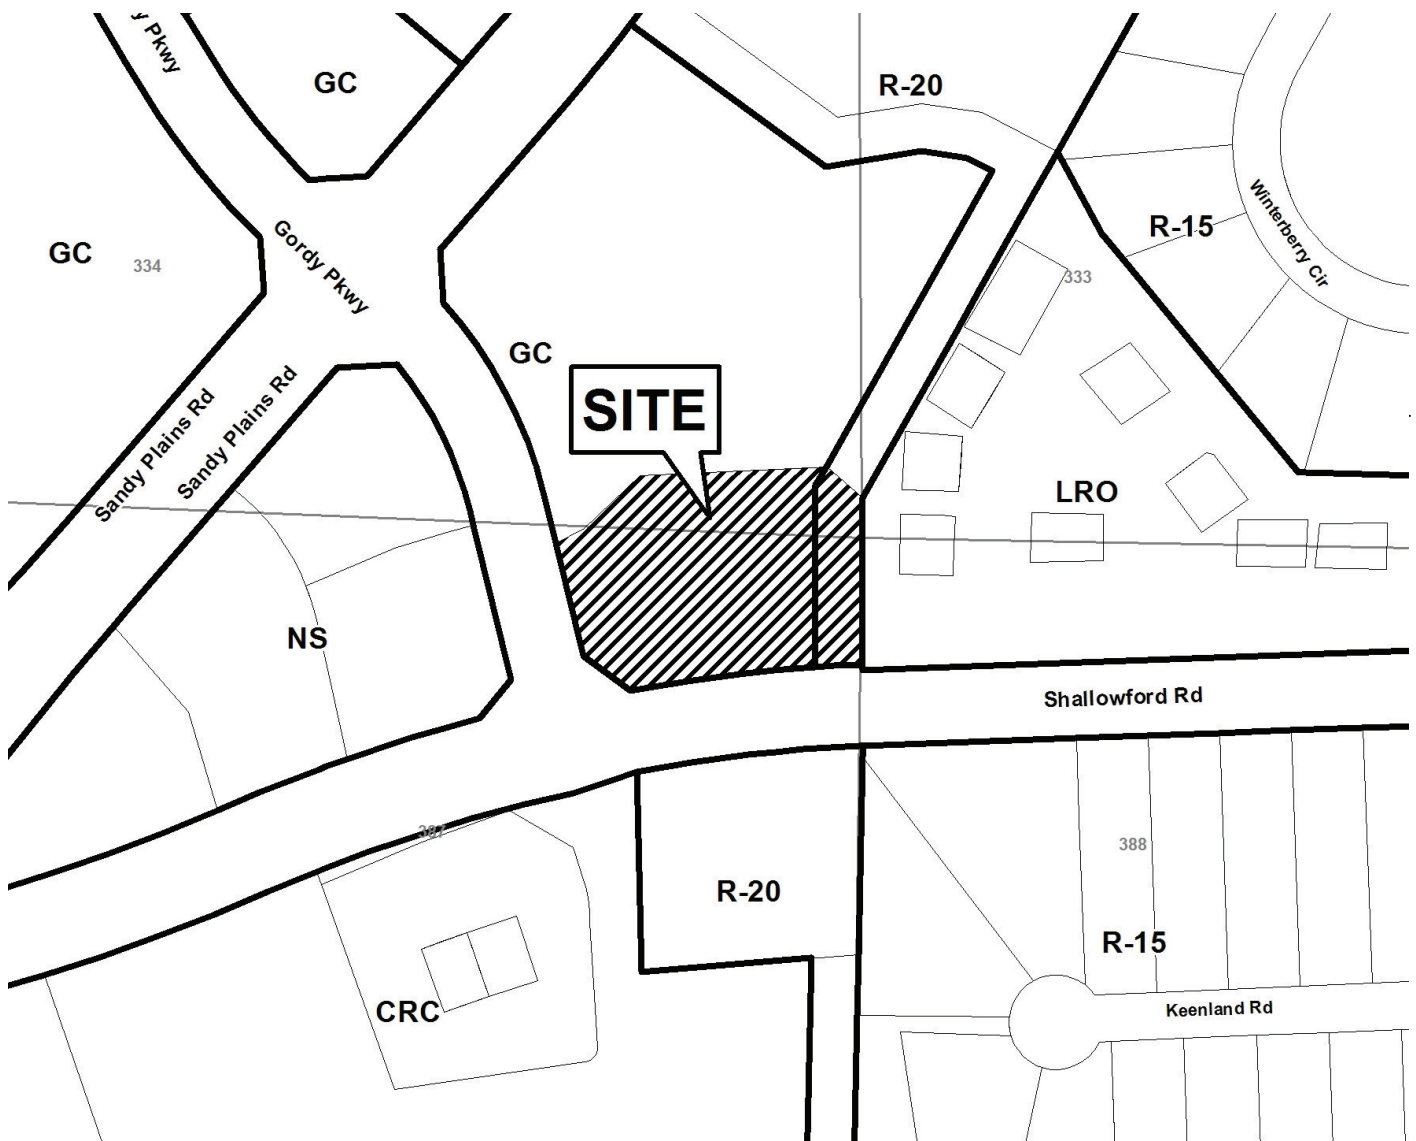 y Pkwy
GC
R-20
R-15
Winterberry Cir
GC
334
Gordy Pkwy
333
GC
SITE
Sandy Plains Rd
Sandy Plains Rd
LRO
NS
Shallowford Rd
387
388
R-20
R-15
CRC
Keenland Rd